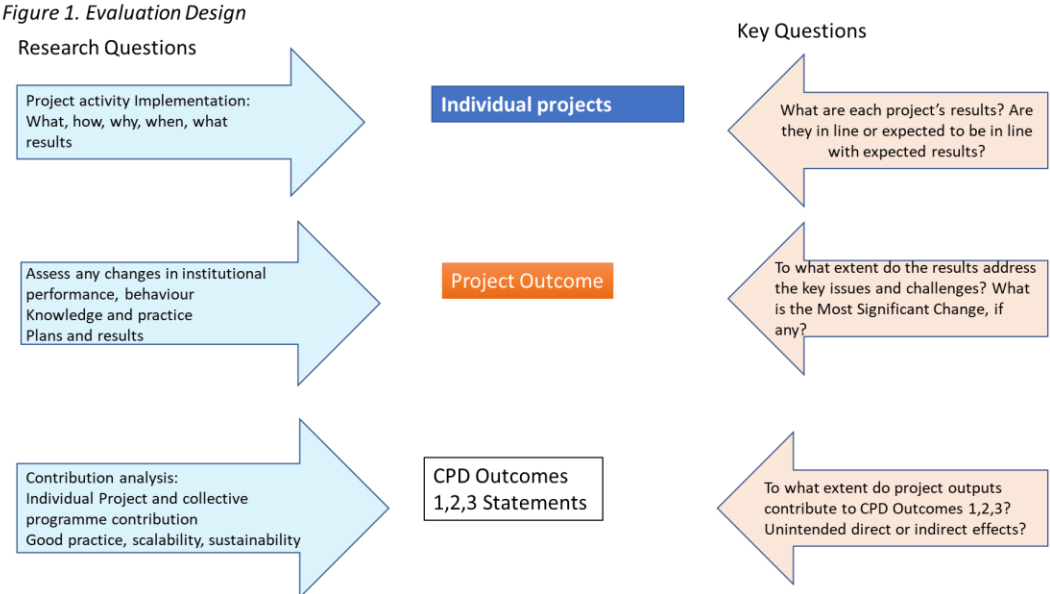 Figure 1. Evaluation Design
Research Questions
Key Questions
Project activity Implementation:
What, how, why, when, what
results
Individual projects
What are each project's results? Are
they in line or expected to be in line
with expected results?
Assess any changes in institutional
performance, behaviour
Knowledge and practice
Plans and results
Project Outcome
To what extent do the results address
the key issues and challenges? What
is the Most Significant Change, if
any?
Contribution analysis:
Individual Project and collective
programme contribution
Good practice, scalability, sustainability
CPD Outcomes
1,2,3 Statements
To what extent do project outputs
contribute to CPD Outcomes 1,2,3?
Unintended direct or indirect effects?